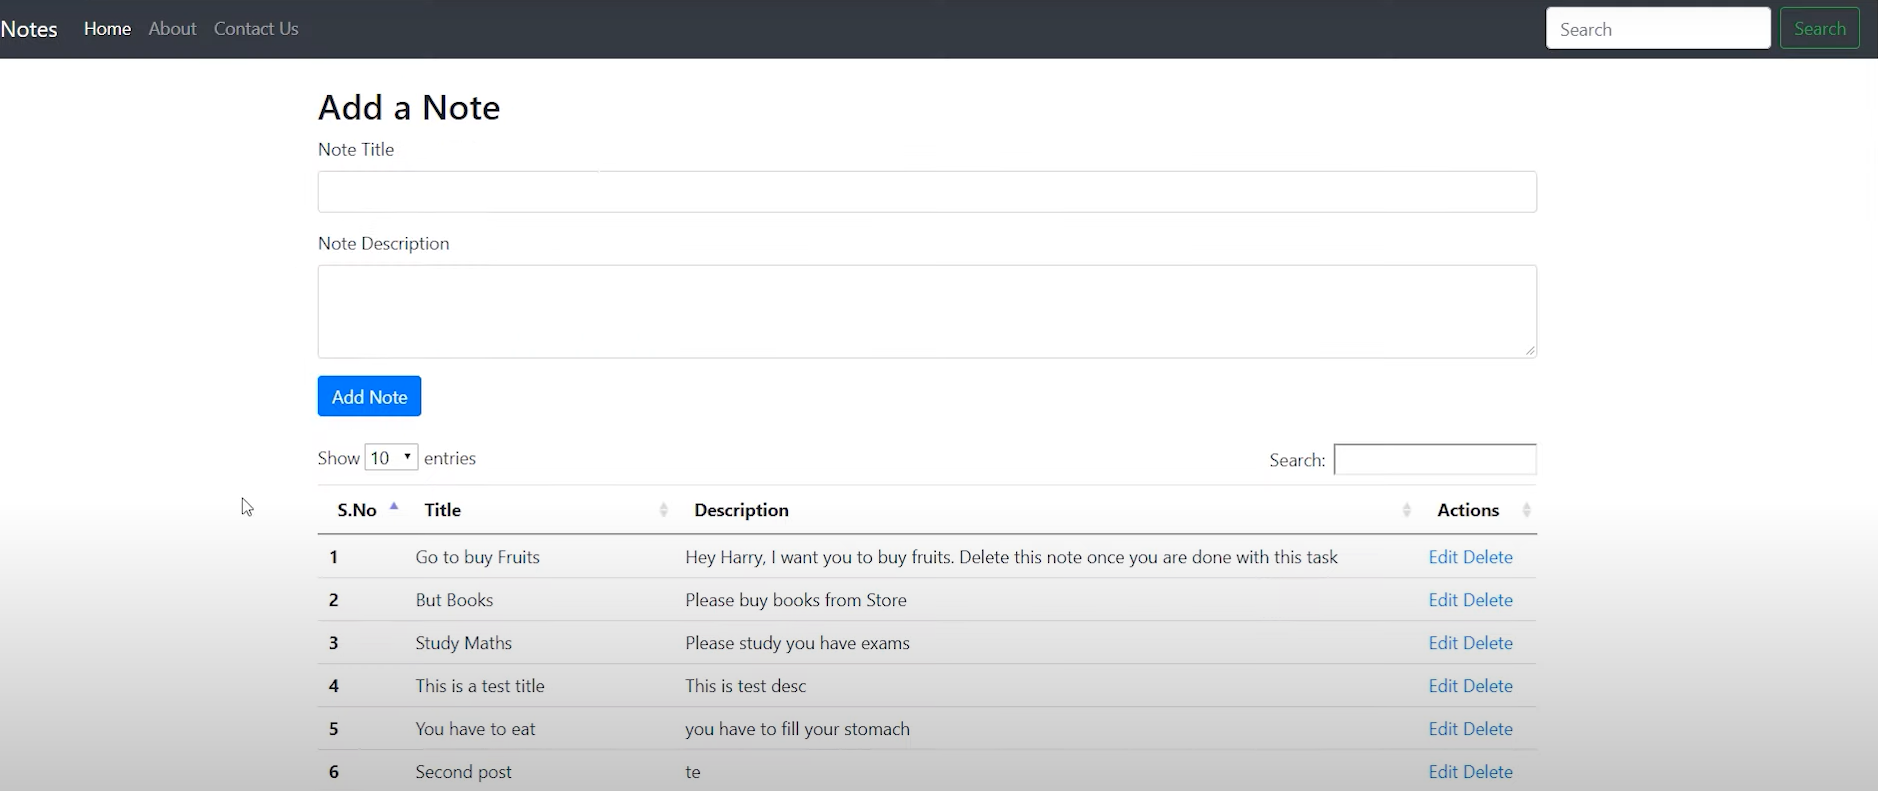 Notes Home About Contact Us Search Search
Add a Note
Note Title
Note Description
Add Note
Show 10 entries Search:
S.No Title Description Actions
1 Go to buy Fruits Hey Harry, I want you to buy fruits. Delete this note once you are done with this task Edit Delete
2 But Books Please buy books from Store Edit Delete
3 Study Maths Please study you have exams Edit Delete
4 This is a test title This is test desc Edit Delete
5 You have to eat you have to fill your stomach Edit Delete
6 Second post te Edit Delete